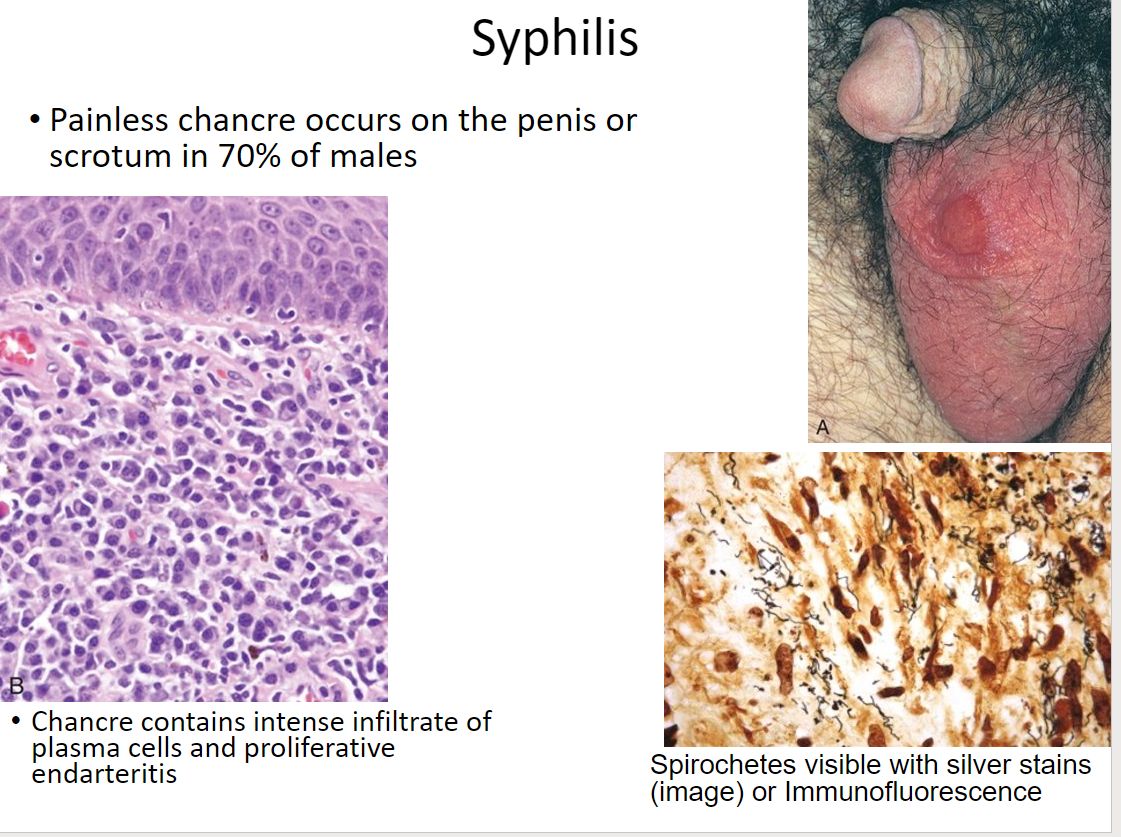 Syphilis
• Painless chancre occurs on the penis or
scrotum in 70% of males
A
B
• Chancre contains intense infiltrate of
plasma cells and proliferative
endarteritis
Spirochetes visible with silver stains
(image) or Immunofluorescence